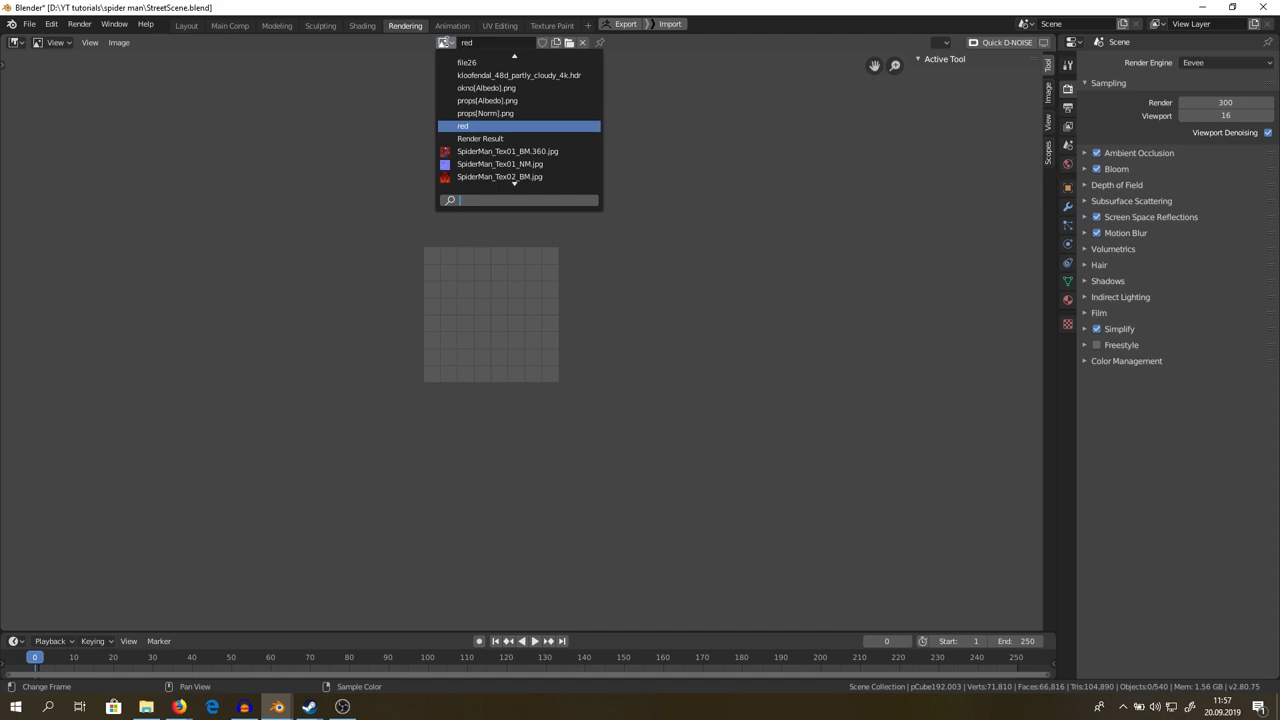 Blender* [D:\YT tutorials\spider man\StreetScene.blend]
File Edit Render Window Help Layout Main Comp Modeling Sculpting Shading Rendering Animation UV Editing Texture Paint + Export Import Scene View Layer
View View Image red Quick D-NOISE Scene
file26
kloofendal_48d_partly_cloudy_4k.hdr
okno[Albedo].png
props[Albedo].png
props[Norm].png
red
Render Result
SpiderMan_Tex01_BM.360.jpg
SpiderMan_Tex01_NM.jpg
SpiderMan_Tex02_BM.jpg
Active Tool
Tool
Image
View
Scopes
Render Engine Eevee
Sampling
Render 300
Viewport 16
Viewport Denoising
Ambient Occlusion
Bloom
Depth of Field
Subsurface Scattering
Screen Space Reflections
Motion Blur
Volumetrics
Hair
Shadows
Indirect Lighting
Film
Simplify
Freestyle
Color Management
Playback Keying View Marker 0 Start: 1 End: 250
0 10 20 30 40 50 60 70 80 90 100 110 120 130 140 150 160 170 180 190 200 210 220 230 240 250
Change Frame Pan View Sample Color Scene Collection | pCube192.003 | Verts:71,810 | Faces:66,816 | Tris:104,890 | Objects:0/540 | Mem: 1.56 GB | v2.80.75
11:57
20.09.2019